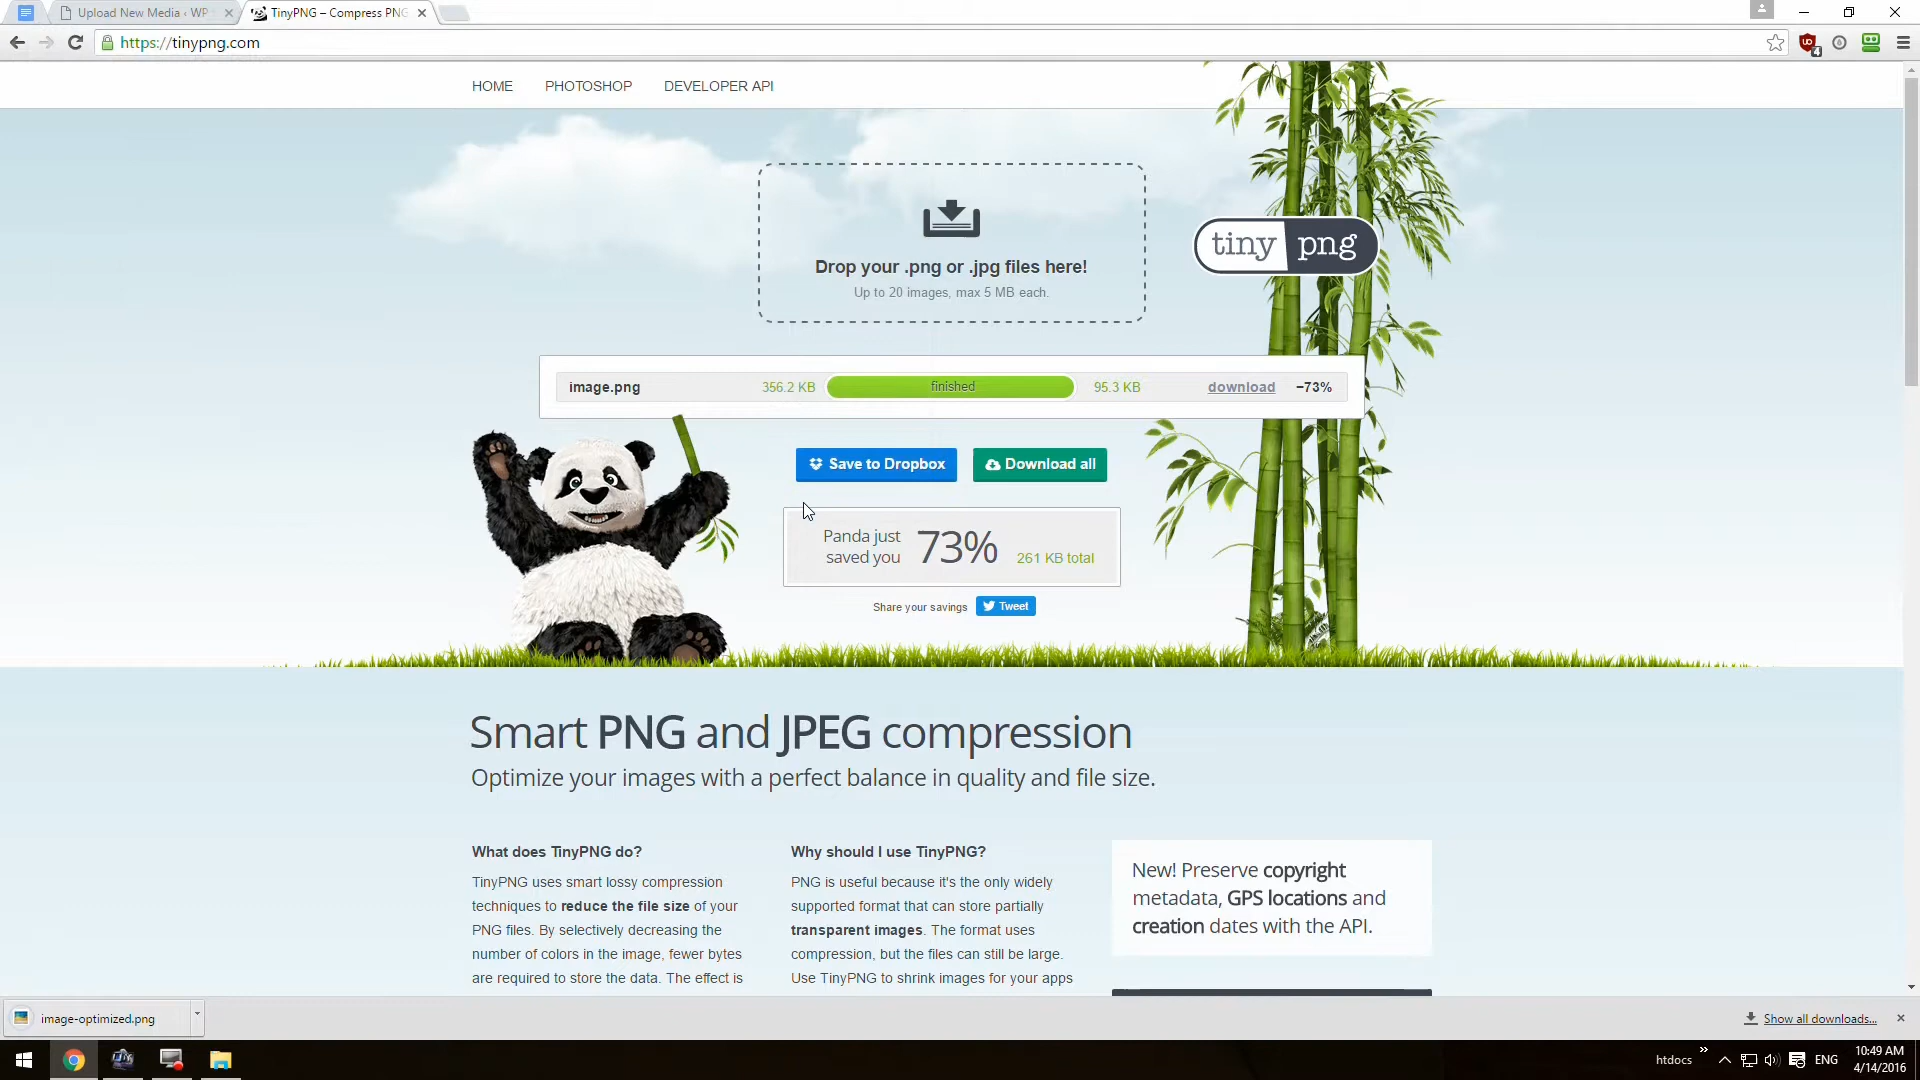 Upload New Media ‹ WP
TinyPNG – Compress PNG
https://tinypng.com
HOME
PHOTOSHOP
DEVELOPER API
Drop your .png or .jpg files here!
Up to 20 images, max 5 MB each.
tiny png
image.png 356.2 KB finished 95.3 KB download −73%
Save to Dropbox
Download all
Panda just
saved you
73%
261 KB total
Share your savings
Tweet
Smart PNG and JPEG compression
Optimize your images with a perfect balance in quality and file size.
What does TinyPNG do?
TinyPNG uses smart lossy compression
techniques to reduce the file size of your
PNG files. By selectively decreasing the
number of colors in the image, fewer bytes
are required to store the data. The effect is
Why should I use TinyPNG?
PNG is useful because it's the only widely
supported format that can store partially
transparent images. The format uses
compression, but the files can still be large.
Use TinyPNG to shrink images for your apps
New! Preserve copyright
metadata, GPS locations and
creation dates with the API.
image-optimized.png
Show all downloads...
htdocs
ENG
10:49 AM
4/14/2016